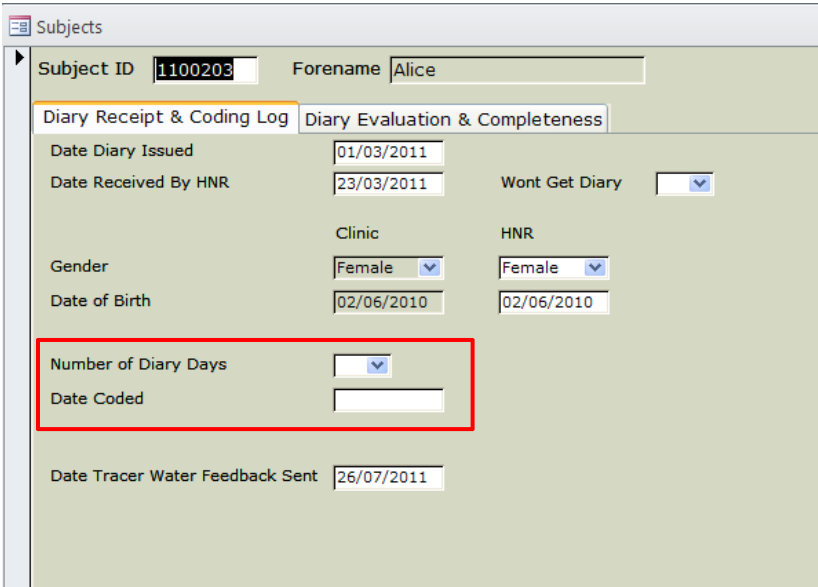 Subjects
Subject ID 1100203 Forename Alice
Diary Receipt & Coding Log Diary Evaluation & Completeness
Date Diary Issued 01/03/2011
Date Received By HNR 23/03/2011 Wont Get Diary
Clinic HNR
Gender Female Female
Date of Birth 02/06/2010 02/06/2010
Number of Diary Days
Date Coded
Date Tracer Water Feedback Sent 26/07/2011